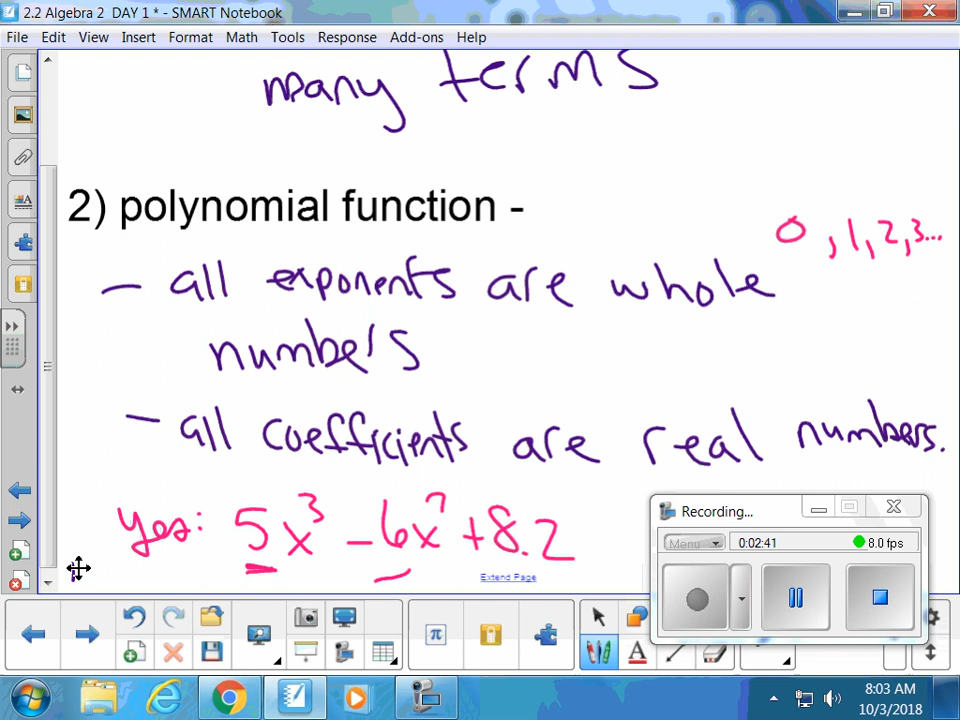 2.2 Algebra 2  DAY 1 * - SMART Notebook
File Edit View Insert Format Math Tools Response Add-ons Help
many terms
2) polynomial function -
0, 1, 2, 3...
— all exponents are whole
numbers
— all coefficients are real numbers.
Yes: 5x³ - 6x⁷ + 8.2
Extend Page
Recording...
Menu 0:02:41 8.0 fps
π
A
8:03 AM
10/3/2018